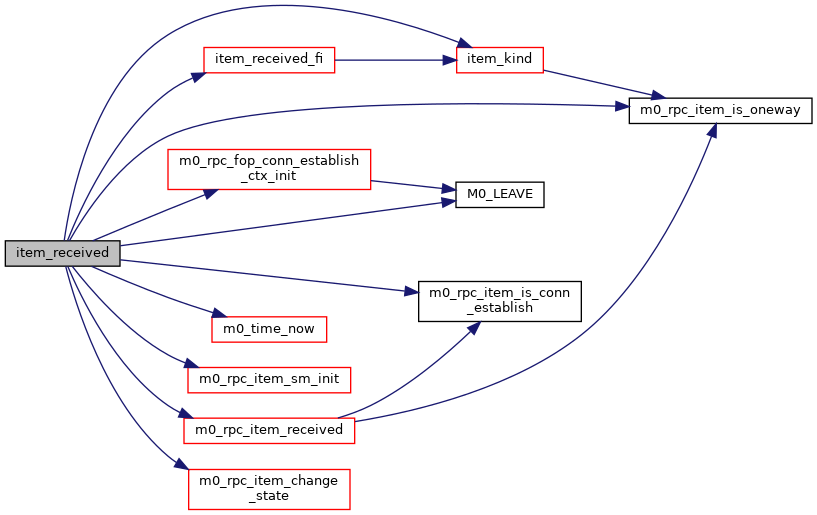 item_received_fi
item_kind
m0_rpc_item_is_oneway
m0_rpc_fop_conn_establish
_ctx_init
M0_LEAVE
item_received
m0_rpc_item_is_conn
_establish
m0_time_now
m0_rpc_item_sm_init
m0_rpc_item_received
m0_rpc_item_change
_state